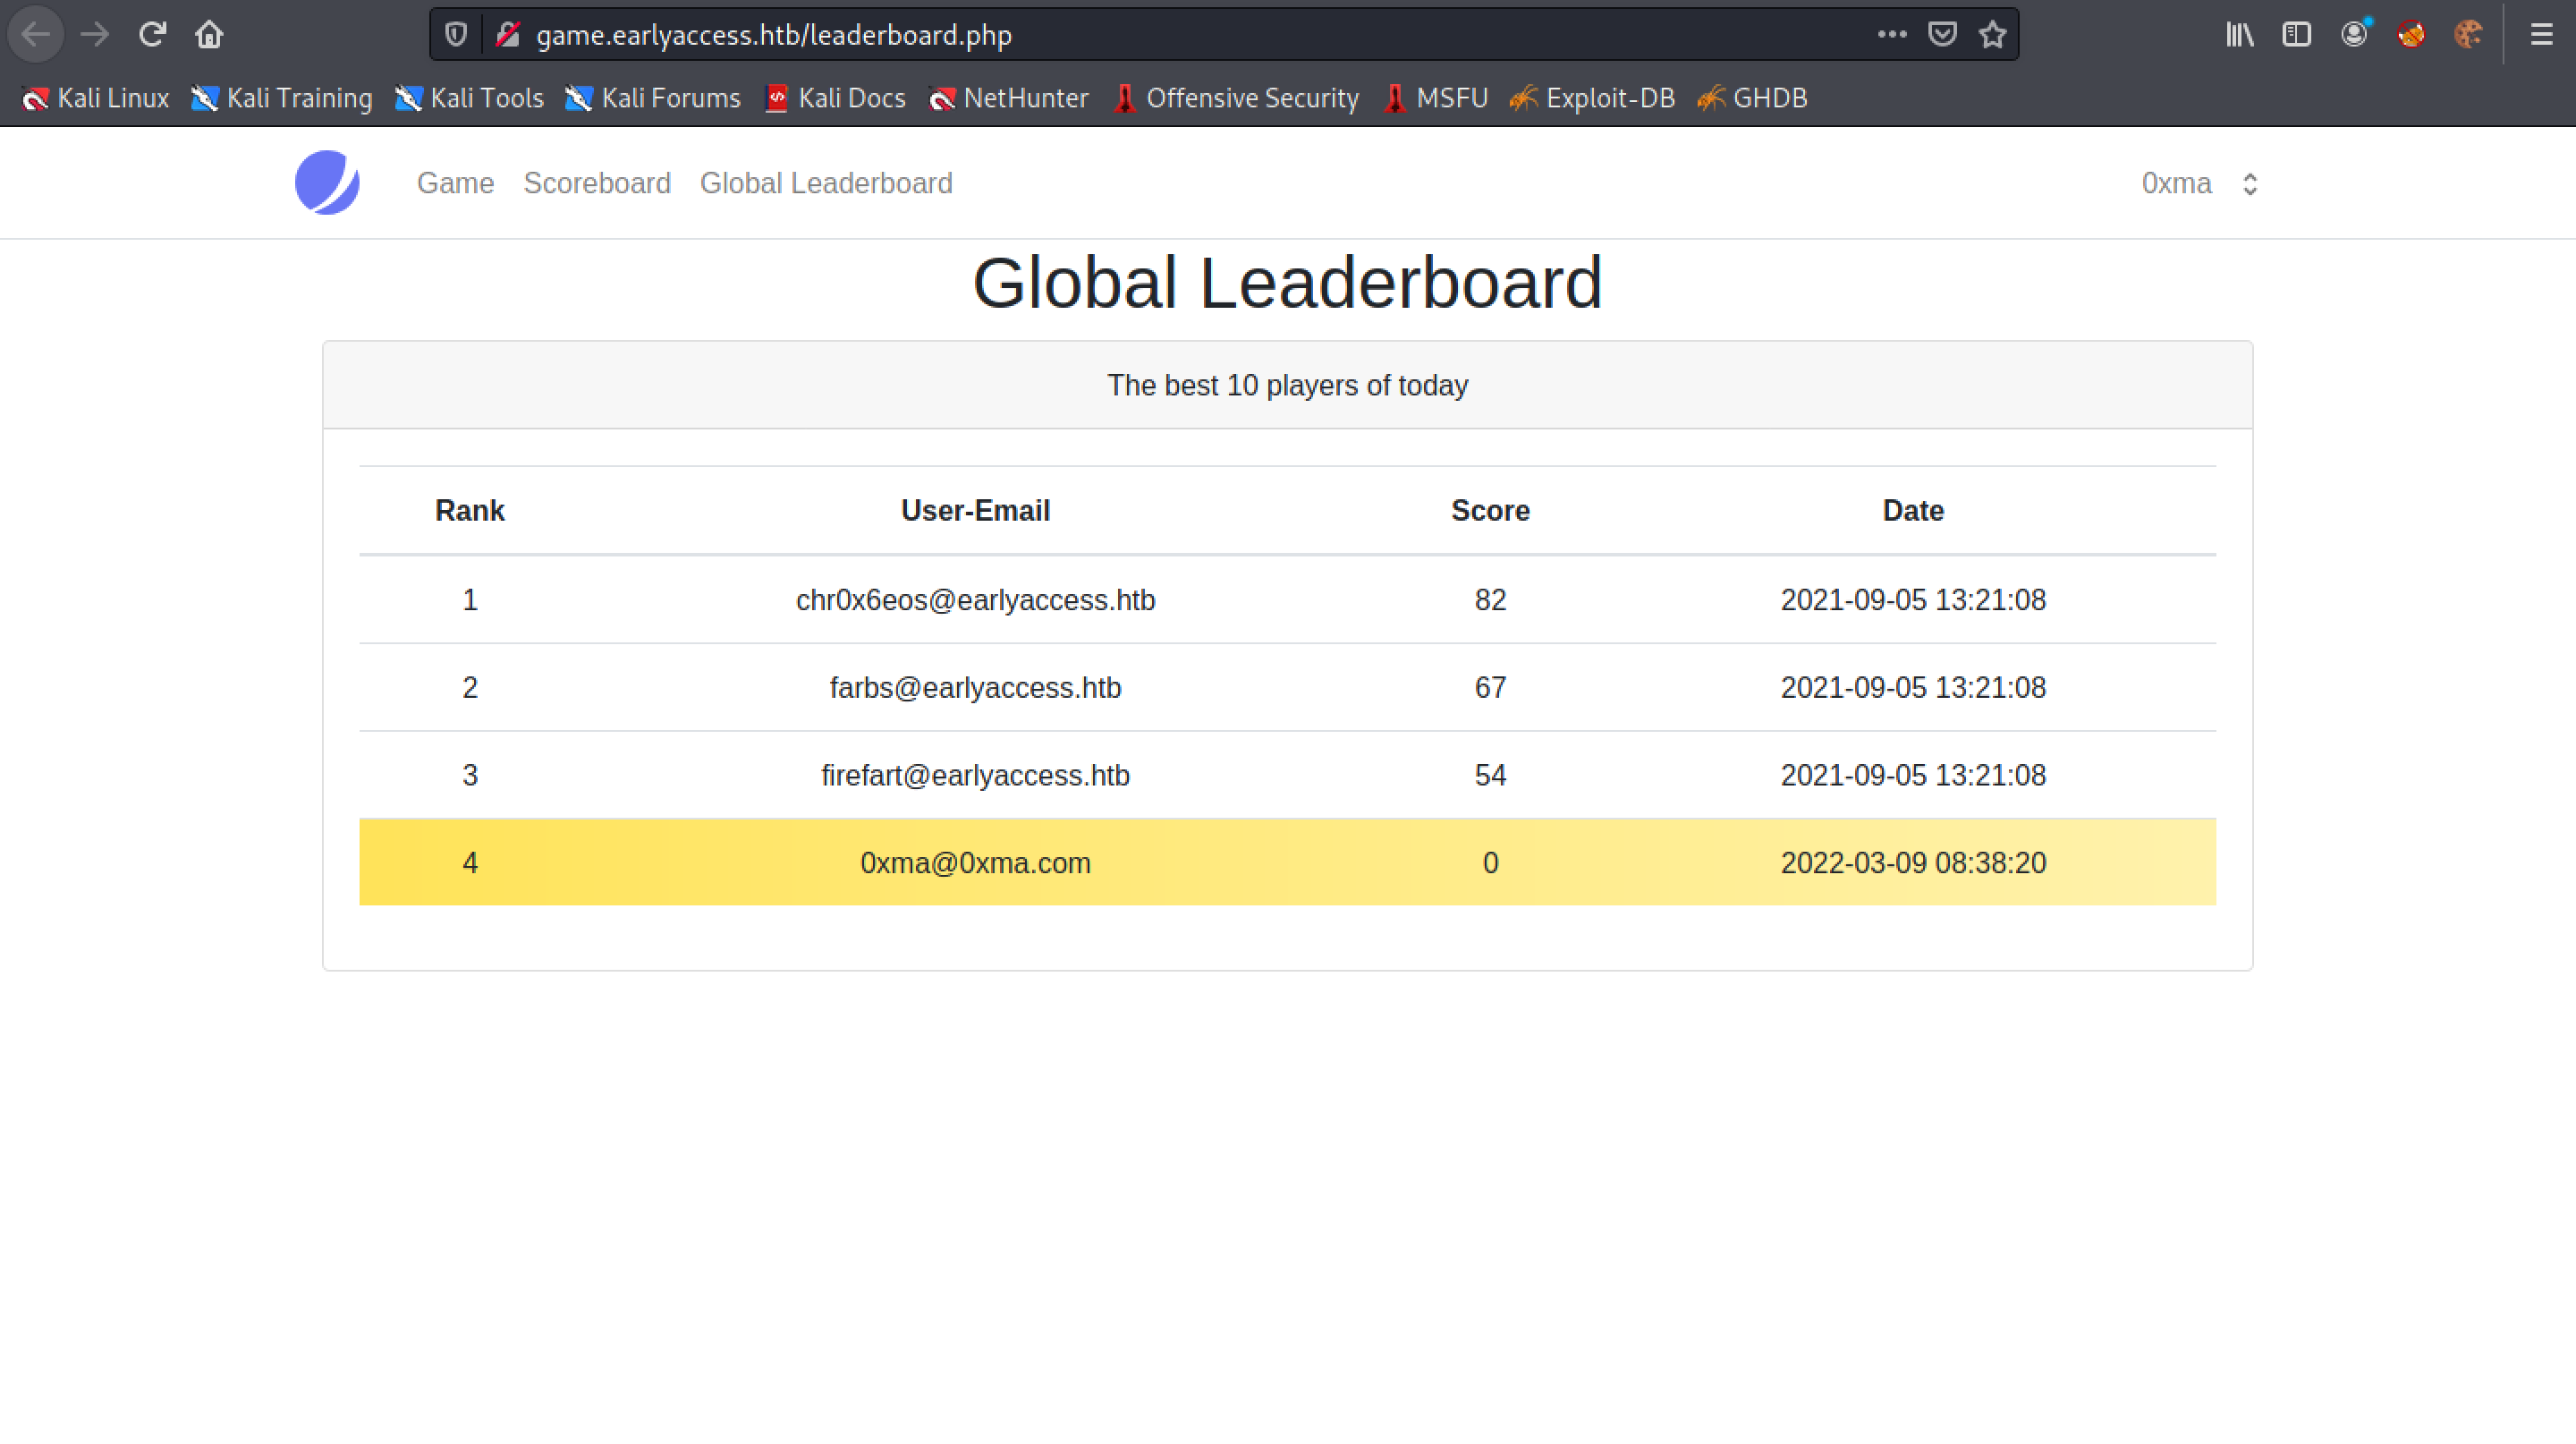 game.earlyaccess.htb/leaderboard.php
Kali Linux Kali Training Kali Tools Kali Forums Kali Docs NetHunter Offensive Security MSFU Exploit-DB GHDB
Game Scoreboard Global Leaderboard 0xma
Global Leaderboard
The best 10 players of today
Rank User-Email Score Date
1 chr0x6eos@earlyaccess.htb 82 2021-09-05 13:21:08
2 farbs@earlyaccess.htb 67 2021-09-05 13:21:08
3 firefart@earlyaccess.htb 54 2021-09-05 13:21:08
4 0xma@0xma.com 0 2022-03-09 08:38:20